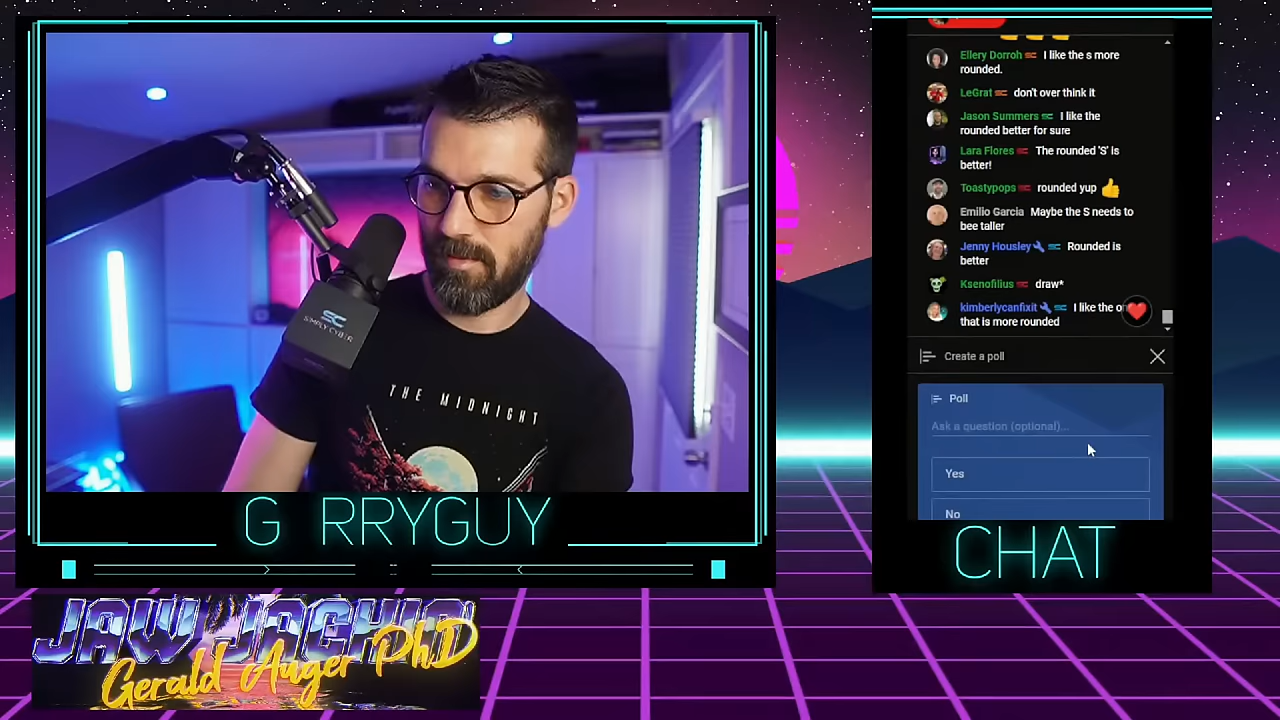 Ellery Dorroh I like the s more
rounded.
LeGrat don't over think it
Jason Summers I like the
rounded better for sure
Lara Flores The rounded 'S' is
better!
Toastypops rounded yup
Emilio Garcia Maybe the S needs to
bee taller
Jenny Housley Rounded is
better
Ksenofilius draw*
kimberlycanfixit I like the
that is more rounded
Create a poll
Poll
Ask a question (optional)...
Yes
No
CHAT
SC
SIMPLY CYBER
THE MIDNIGHT
G RRYGUY
JAW JACKIN'
Gerald Auger PhD